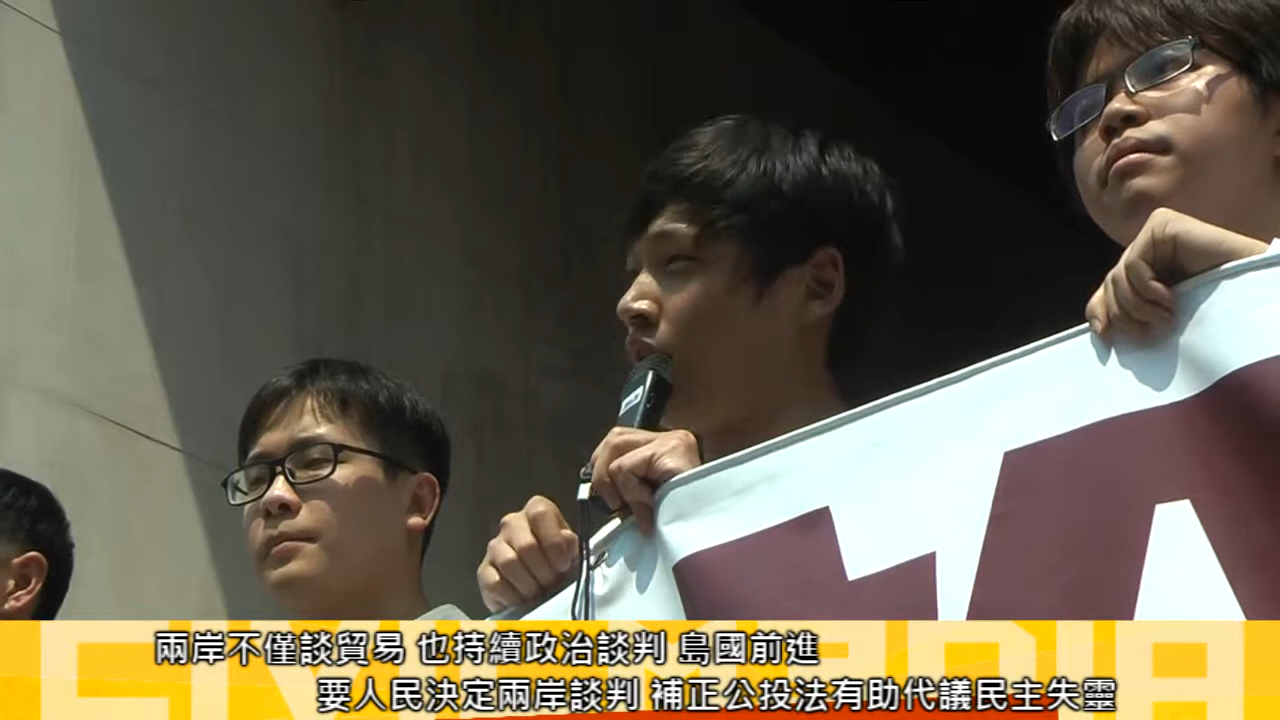 兩岸不僅談貿易 也持續政治談判 島國前進
要人民決定兩岸談判 補正公投法有助代議民主失靈